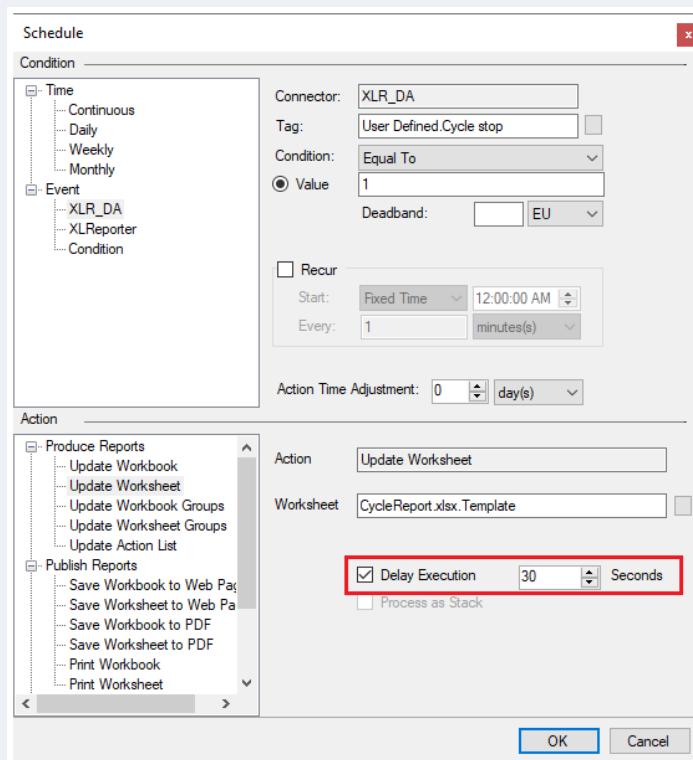 Schedule
x
Condition
Time
Continuous
Daily
Weekly
Monthly
Event
XLR_DA
XLReporter
Condition
Connector: XLR_DA
Tag: User Defined.Cycle stop
Condition: Equal To
Value 1
Deadband: EU
Recur
Start: Fixed Time 12:00:00 AM
Every: 1 minutes(s)
Action Time Adjustment: 0 day(s)
Action
Produce Reports
Update Workbook
Update Worksheet
Update Workbook Groups
Update Worksheet Groups
Update Action List
Publish Reports
Save Workbook to Web Pag
Save Worksheet to Web Pa
Save Workbook to PDF
Save Worksheet to PDF
Print Workbook
Print Worksheet
Action Update Worksheet
Worksheet CycleReport.xlsx.Template
Delay Execution 30 Seconds
Process as Stack
OK Cancel